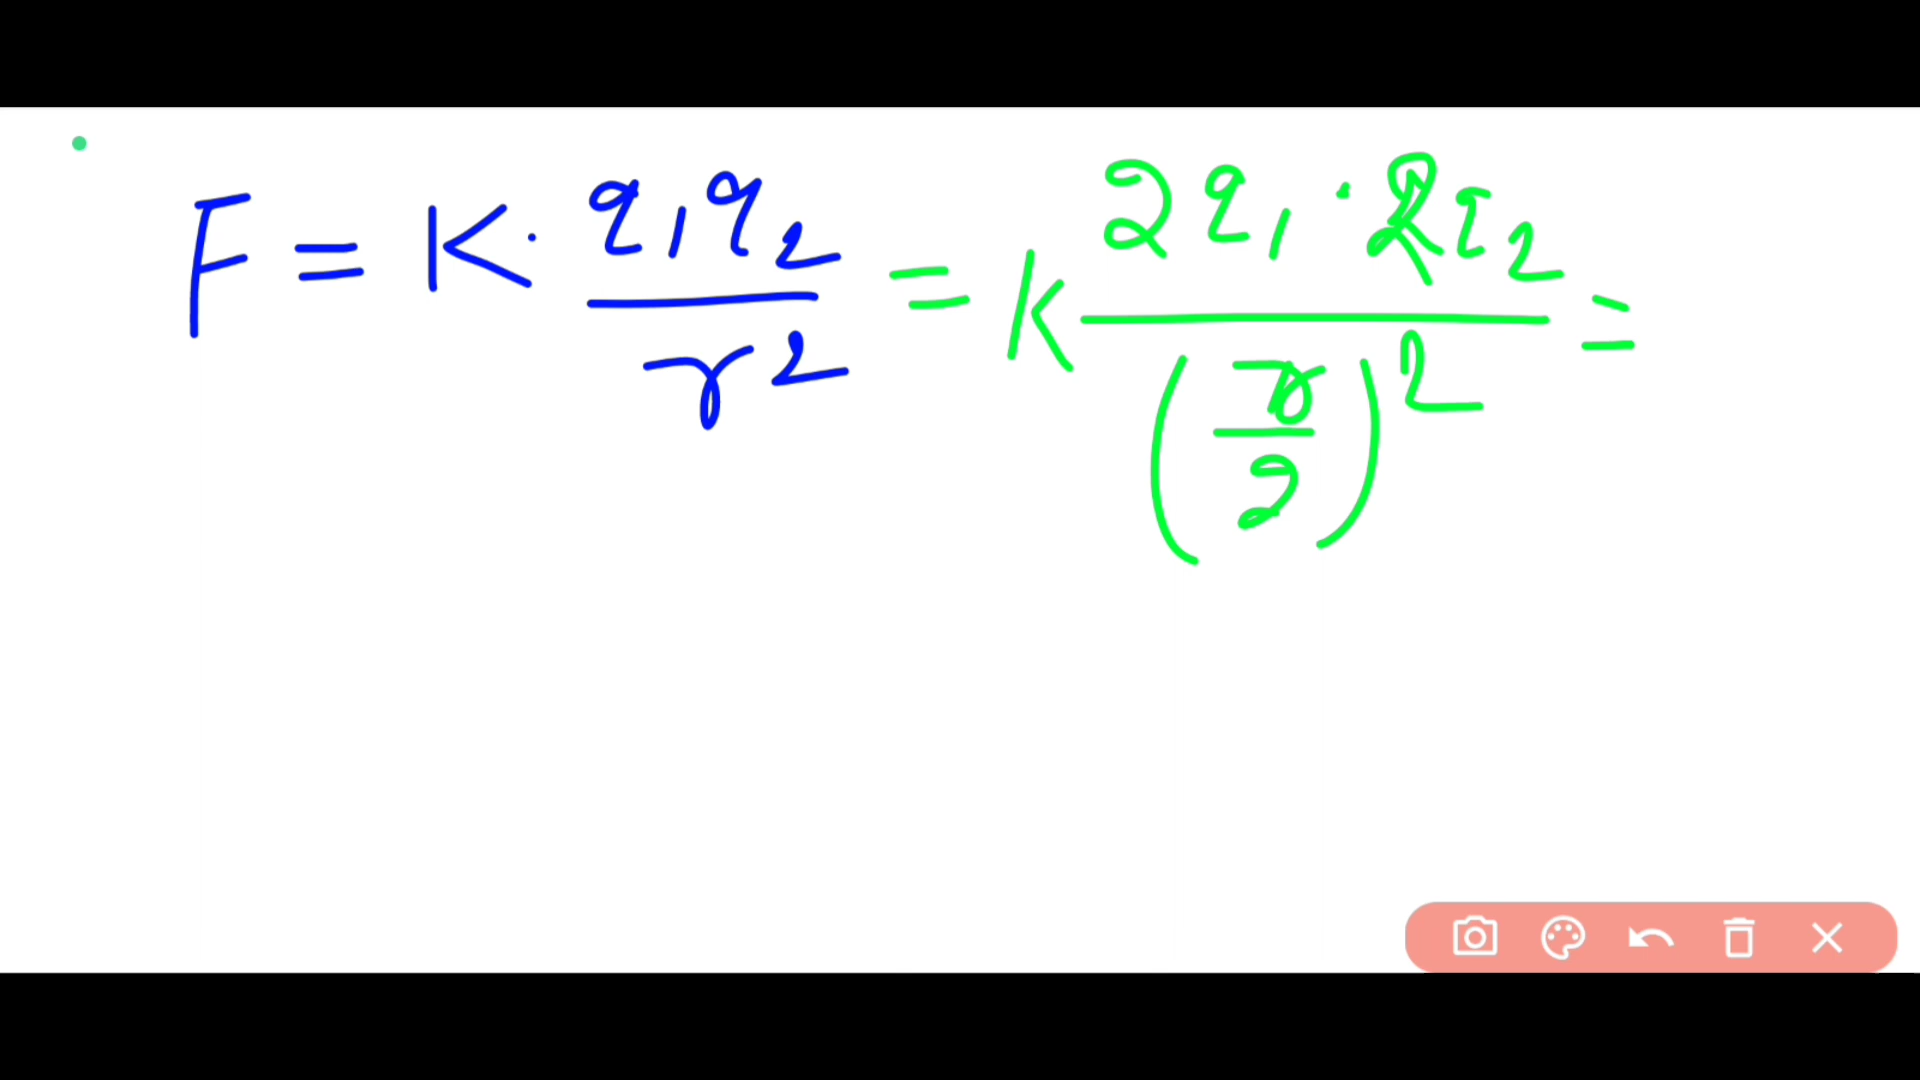 F = K · q₁q₂ / r² = K 2q₁ · 2q₂ / (r/2)² =